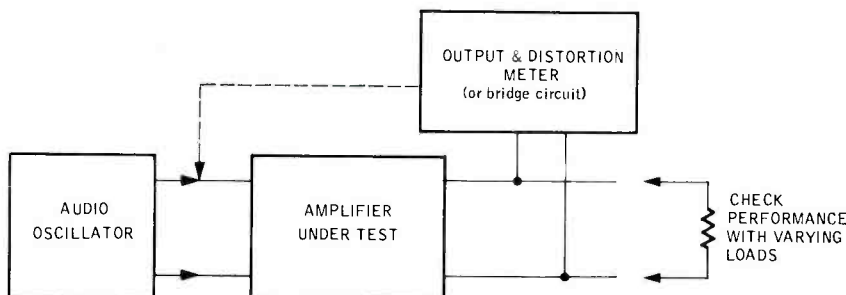 OUTPUT & DISTORTION
METER
(or bridge circuit)
AUDIO
OSCILLATOR
AMPLIFIER
UNDER TEST
CHECK
PERFORMANCE
WITH VARYING
LOADS